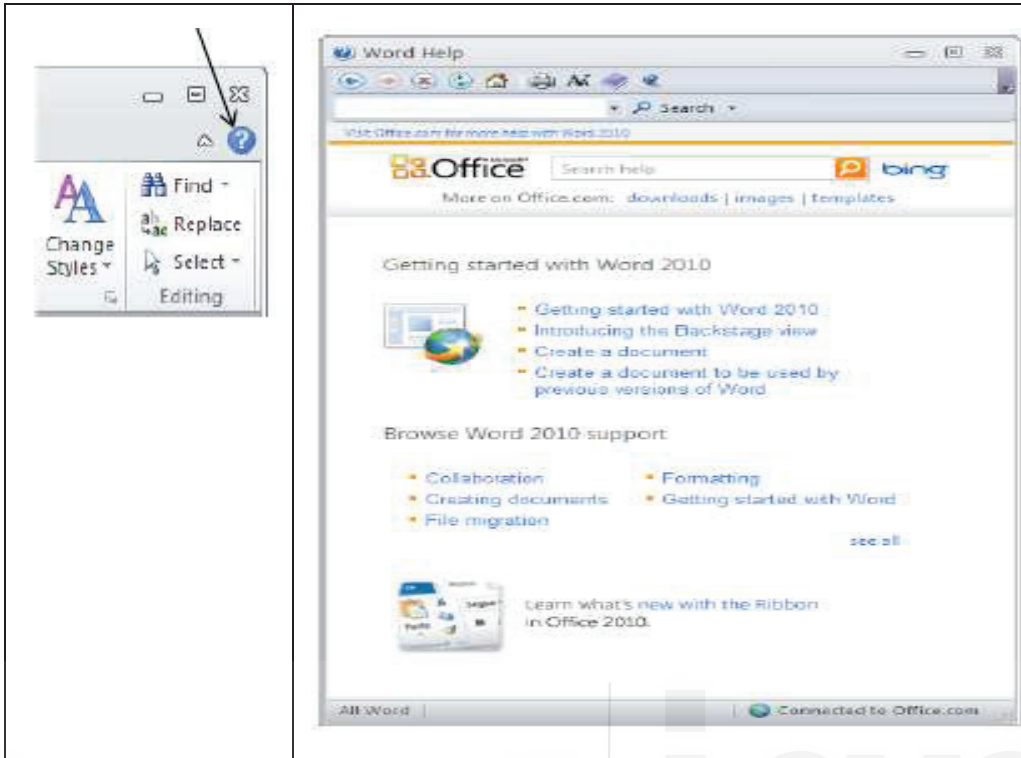 Find
Replace
Select
Change
Styles
Editing
Word Help
Search
Visit Office.com for more help with Word 2010
Office
Search help
bing
More on Office.com: downloads | images | templates
Getting started with Word 2010
Getting started with Word 2010
Introducing the Backstage view
Create a document
Create a document to be used by
previous versions of Word
Browse Word 2010 support
Collaboration
Formatting
Creating documents
Getting started with Word
File migration
see all
Learn what's new with the Ribbon
in Office 2010.
All Word
Connected to Office.com